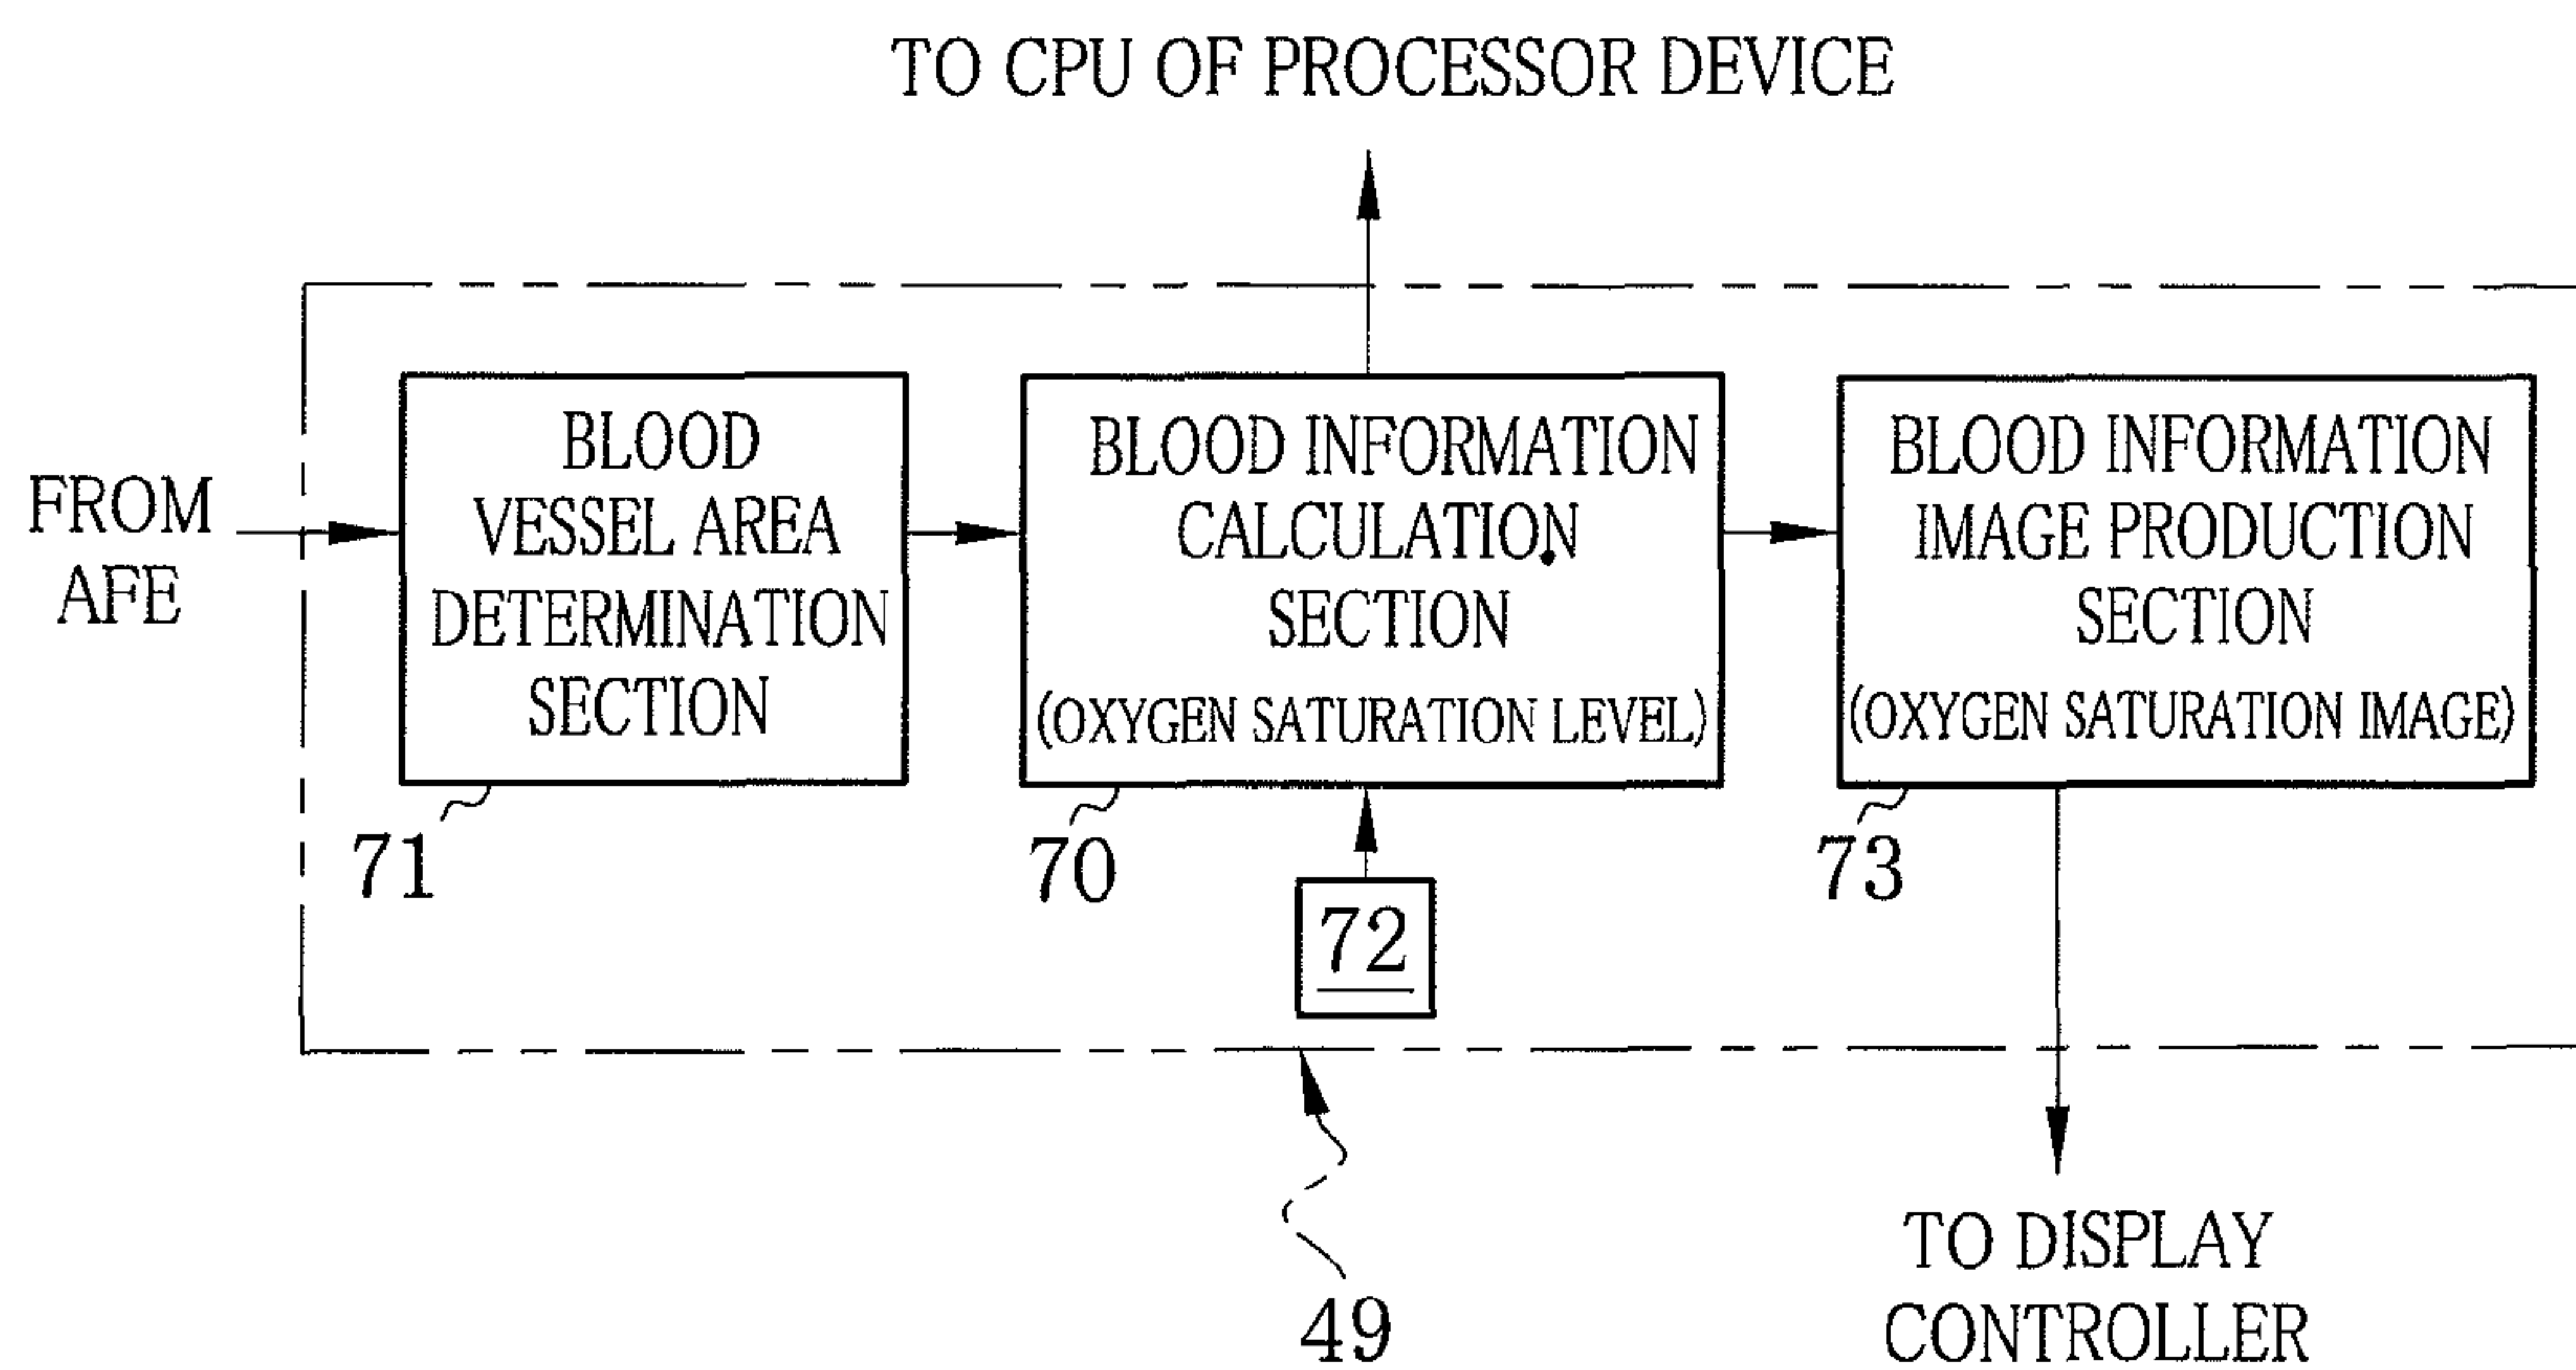 TO CPU OF PROCESSOR DEVICE
FROM
AFE
BLOOD
VESSEL AREA
DETERMINATION
SECTION
71
BLOOD INFORMATION
CALCULATION
SECTION
(OXYGEN SATURATION LEVEL)
70
72
BLOOD INFORMATION
IMAGE PRODUCTION
SECTION
(OXYGEN SATURATION IMAGE)
73
49
TO DISPLAY
CONTROLLER